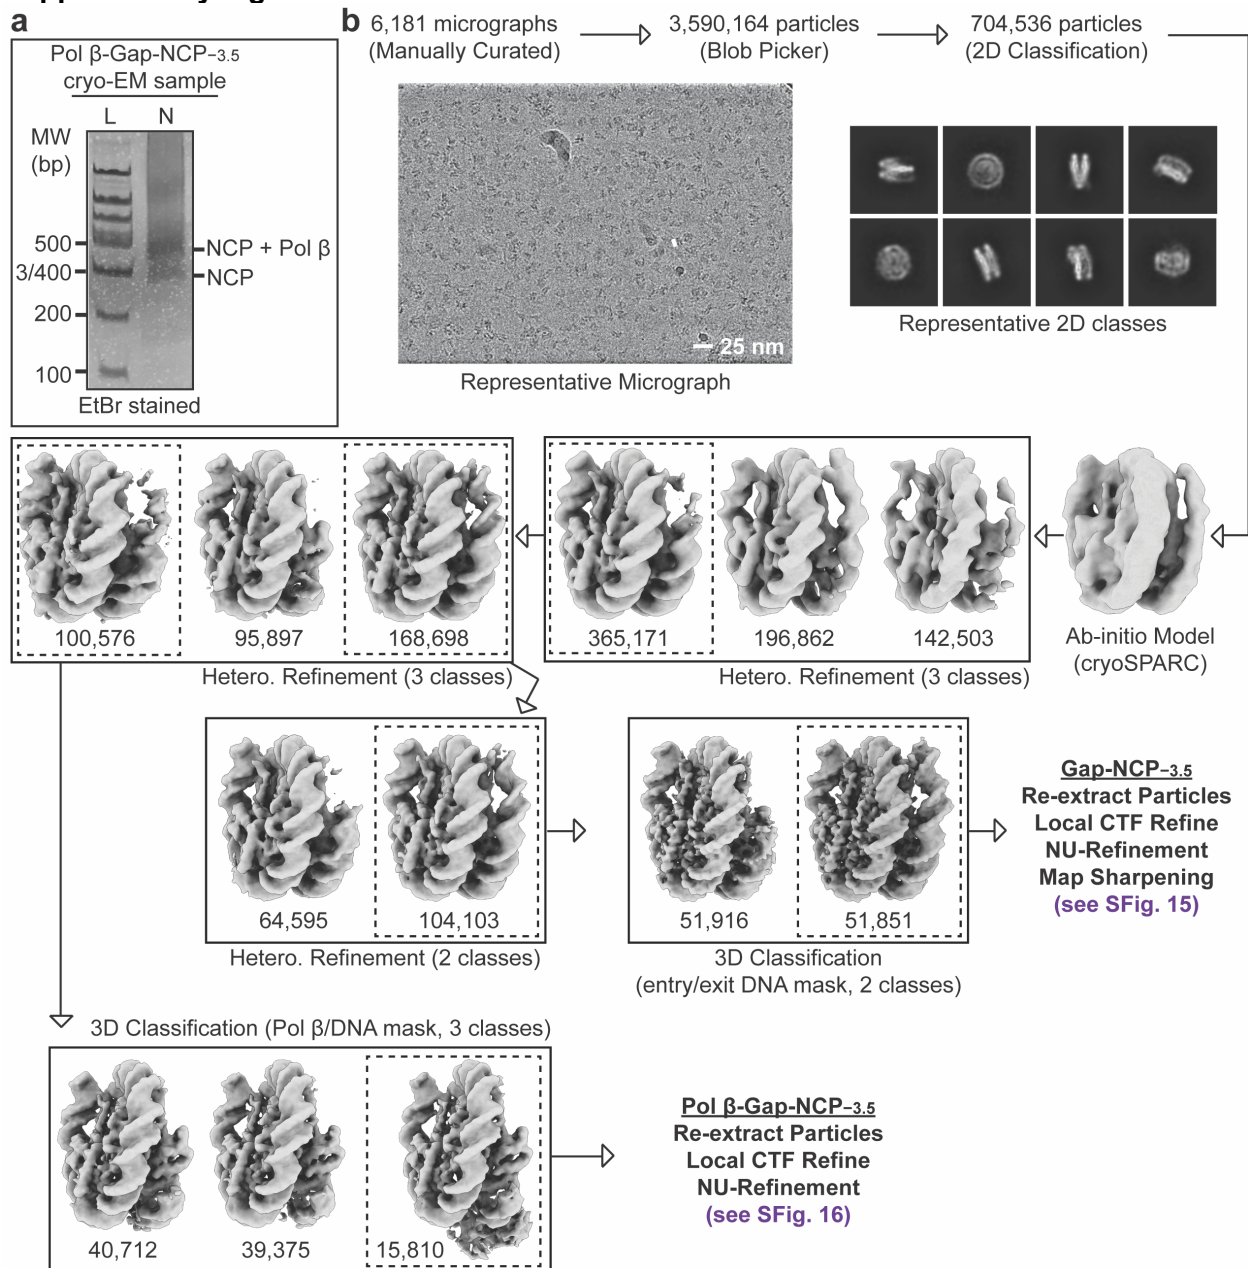 a
Pol β-Gap-NCP–3.5
cryo-EM sample
L N
MW
(bp)
500
3/400
200
100
NCP + Pol β
NCP
EtBr stained
b
6,181 micrographs
(Manually Curated)
3,590,164 particles
(Blob Picker)
704,536 particles
(2D Classification)
25 nm
Representative Micrograph
Representative 2D classes
100,576
95,897
168,698
Hetero. Refinement (3 classes)
365,171
196,862
142,503
Hetero. Refinement (3 classes)
Ab-initio Model
(cryoSPARC)
64,595
104,103
Hetero. Refinement (2 classes)
51,916
51,851
3D Classification
(entry/exit DNA mask, 2 classes)
Gap-NCP–3.5
Re-extract Particles
Local CTF Refine
NU-Refinement
Map Sharpening
(see SFig. 15)
3D Classification (Pol β/DNA mask, 3 classes)
40,712
39,375
15,810
Pol β-Gap-NCP–3.5
Re-extract Particles
Local CTF Refine
NU-Refinement
(see SFig. 16)